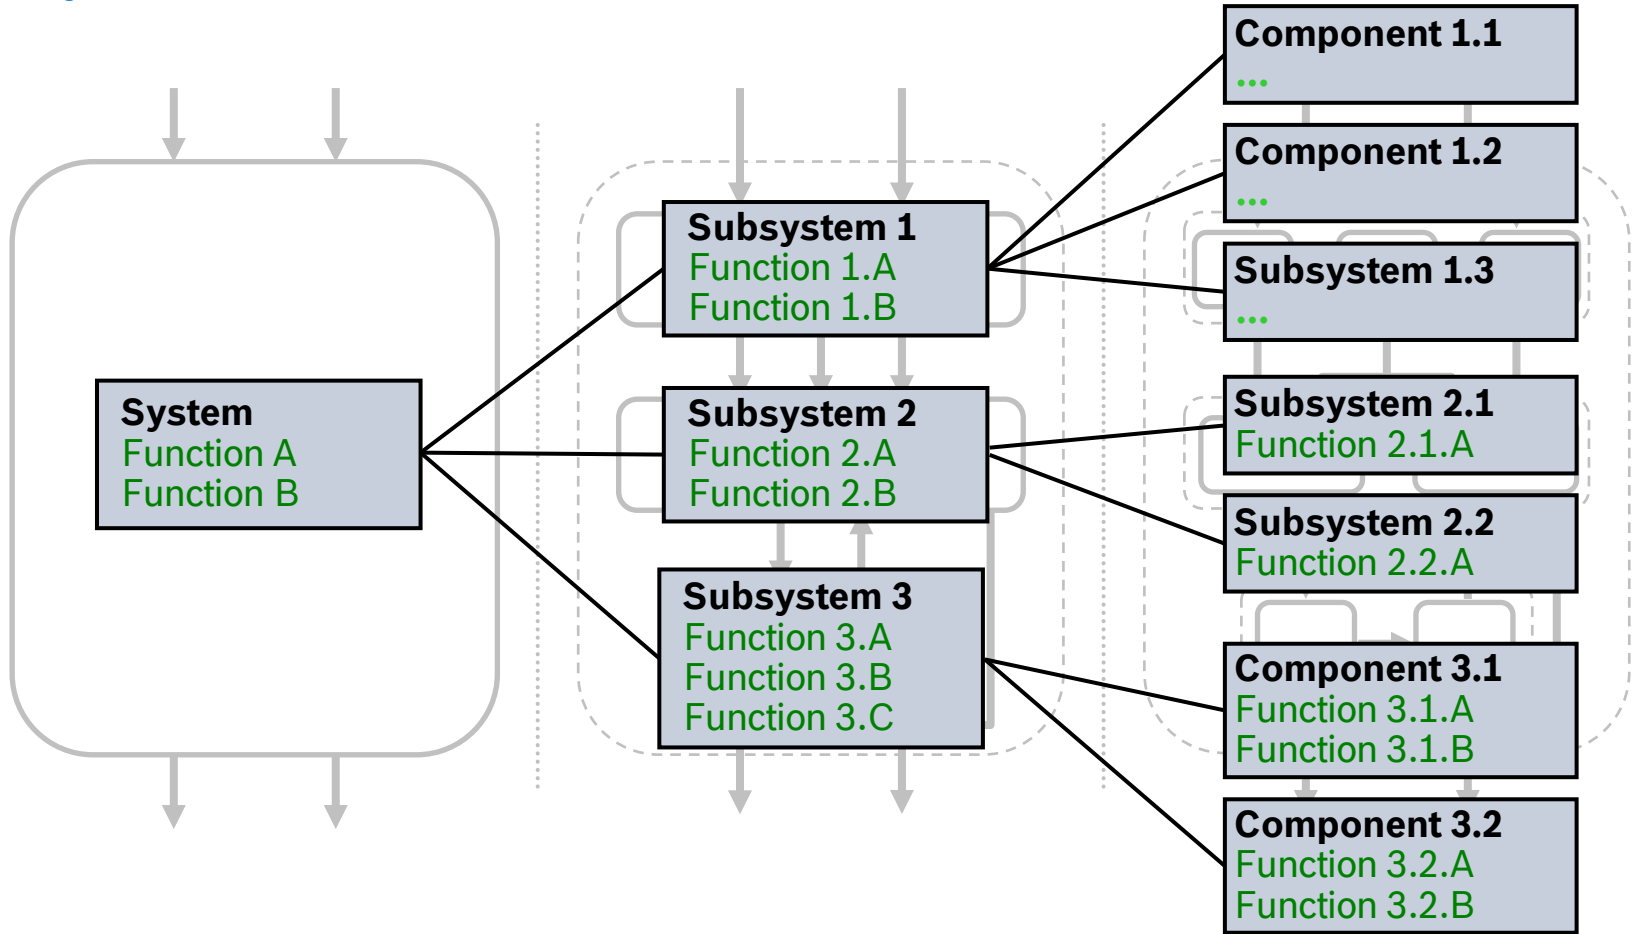 System
Function A
Function B
Subsystem 1
Function 1.A
Function 1.B
Subsystem 2
Function 2.A
Function 2.B
Subsystem 3
Function 3.A
Function 3.B
Function 3.C
Component 1.1
...
Component 1.2
...
Subsystem 1.3
...
Subsystem 2.1
Function 2.1.A
Subsystem 2.2
Function 2.2.A
Component 3.1
Function 3.1.A
Function 3.1.B
Component 3.2
Function 3.2.A
Function 3.2.B